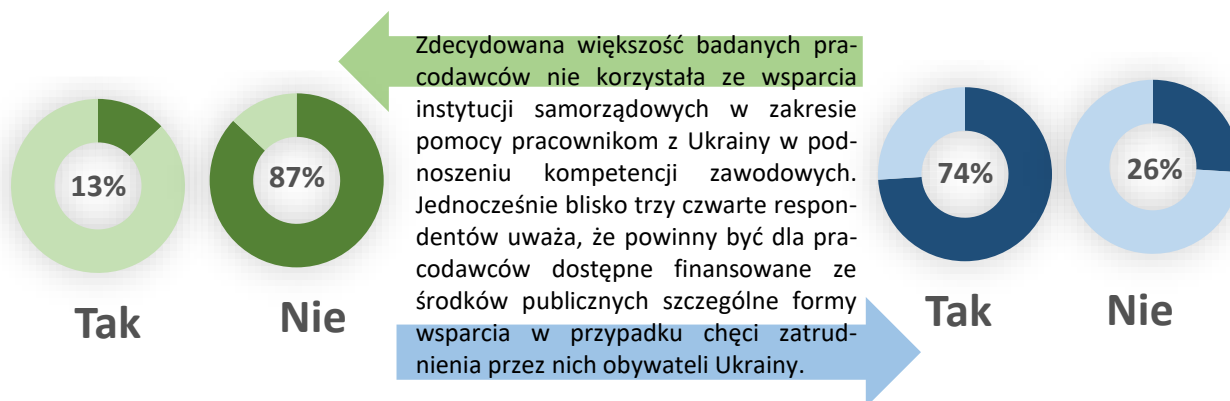 13%
Tak
87%
Nie
Zdecydowana większość badanych pra-
codawców nie korzystała ze wsparcia
instytucji samorządowych w zakresie
pomocy pracownikom z Ukrainy w pod-
noszeniu kompetencji zawodowych.
Jednocześnie blisko trzy czwarte respon-
dentów uważa, że powinny być dla pra-
codawców dostępne finansowane ze
środków publicznych szczególne formy
wsparcia w przypadku chęci zatrud-
nienia przez nich obywateli Ukrainy.
74%
Tak
26%
Nie